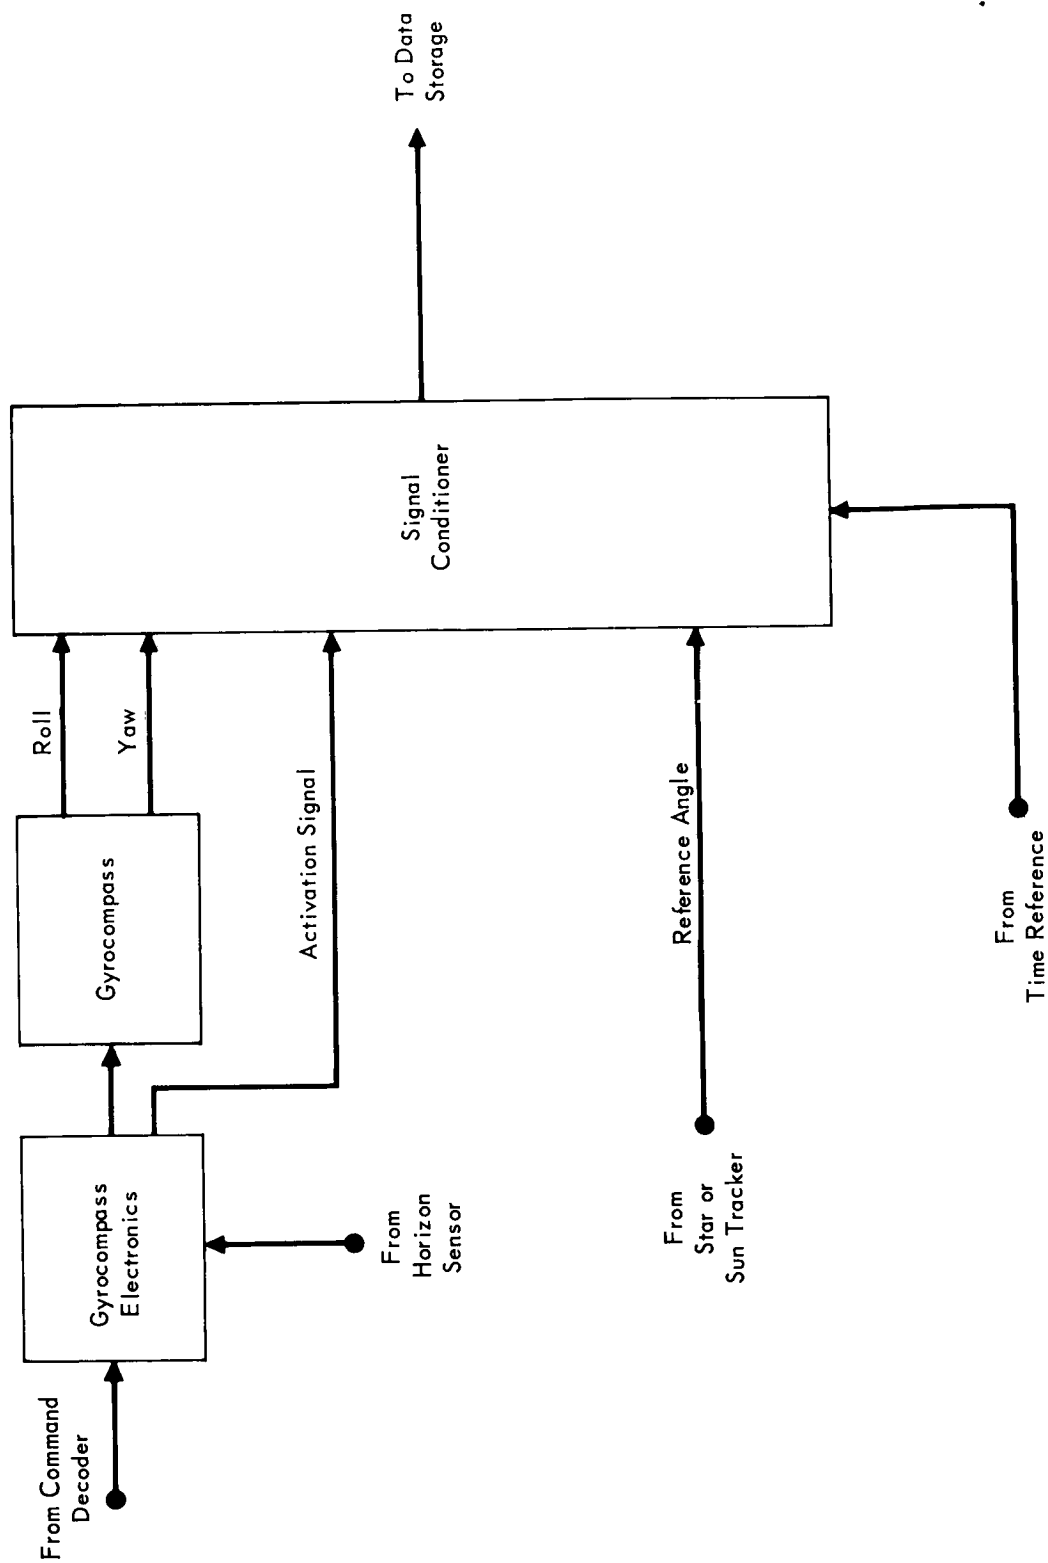 From Command
Decoder
Gyrocompass
Electronics
From
Horizon
Sensor
Gyrocompass
Roll
Yaw
Activation Signal
From
Star or
Sun Tracker
Reference Angle
From
Time Reference
Signal
Conditioner
To Data
Storage